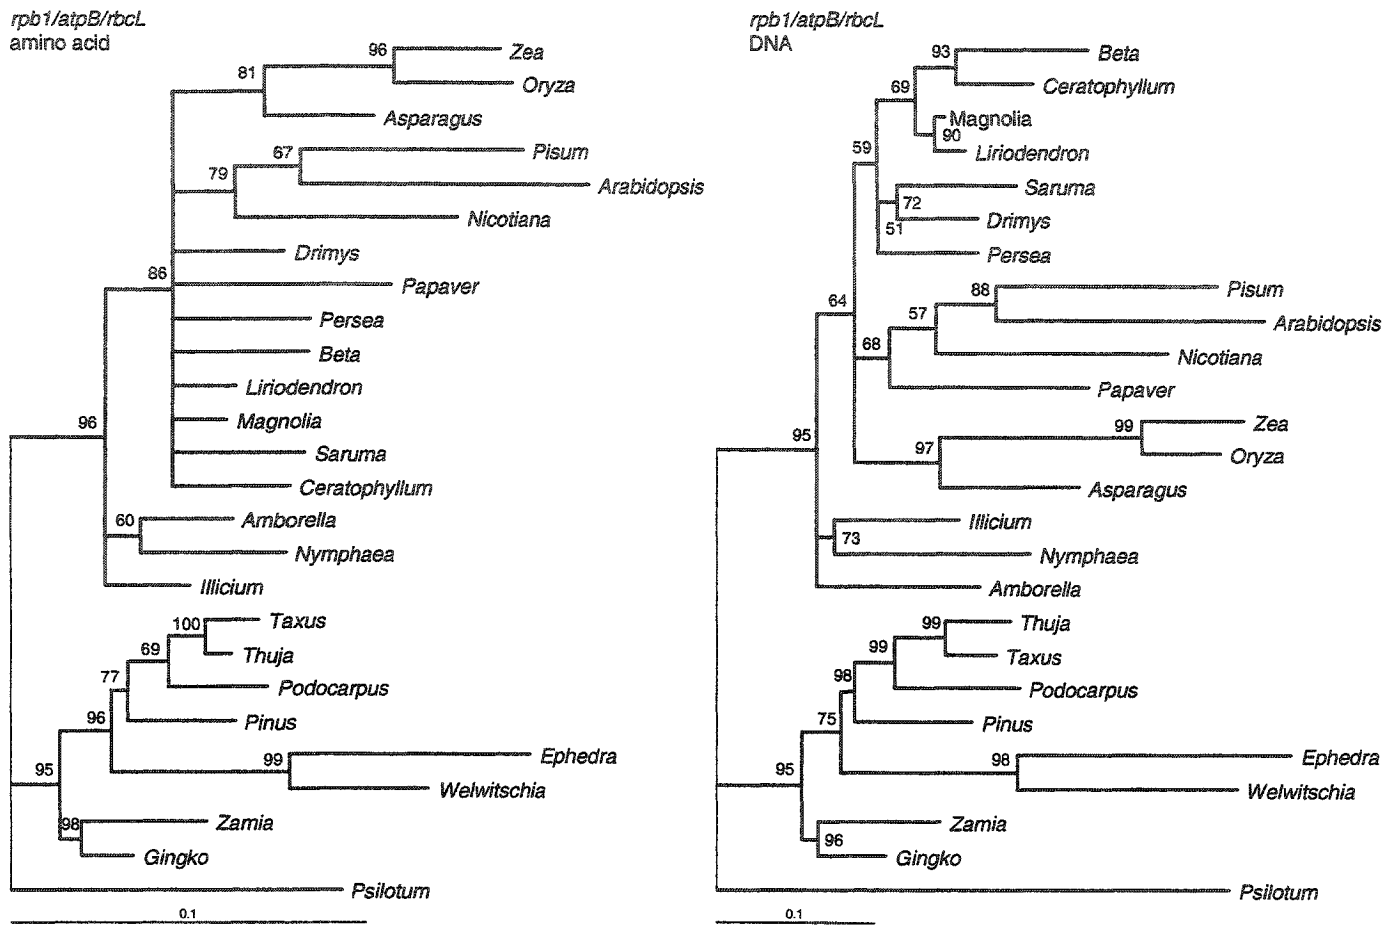 rpb1/atpB/rbcL
amino acid
96
Zea
81
Oryza
Asparagus
67
Pisum
79
Arabidopsis
Nicotiana
Drimys
86
Papaver
Persea
Beta
Liriodendron
96
Magnolia
Saruma
Ceratophyllum
60
Amborella
Nymphaea
Illicium
100
Taxus
69
Thuja
77
Podocarpus
96
Pinus
99
Ephedra
95
Welwitschia
98
Zamia
Gingko
Psilotum
0.1
rpb1/atpB/rbcL
DNA
93
Beta
69
Ceratophyllum
Magnolia
90
59
Liriodendron
Saruma
72
Drimys
51
Persea
64
88
Pisum
57
Arabidopsis
68
Nicotiana
Papaver
99
Zea
95
97
Oryza
Asparagus
Illicium
73
Nymphaea
Amborella
99
Thuja
99
Taxus
98
Podocarpus
75
Pinus
98
Ephedra
95
Welwitschia
Zamia
96
Gingko
Psilotum
0.1